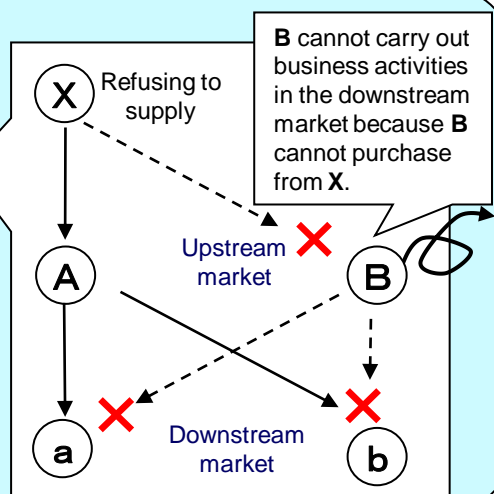 B cannot carry out
business activities
in the downstream
market because B
cannot purchase
from X.
X
Refusing to
supply
Upstream
market
A
B
Downstream
market
a
b